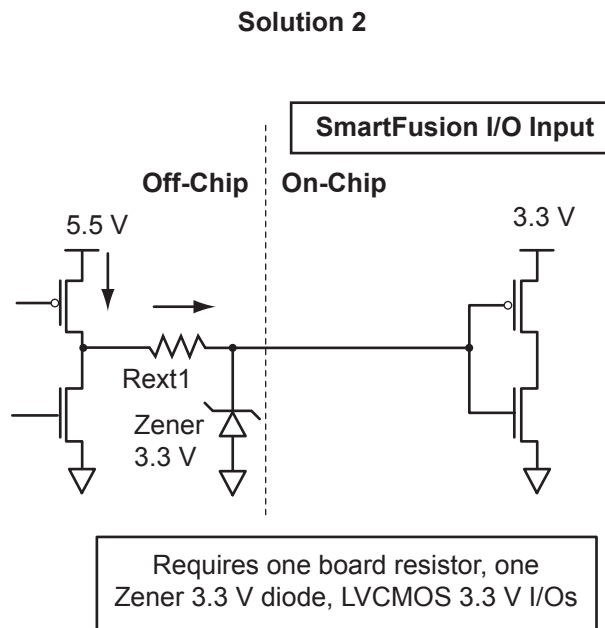 Solution 2
SmartFusion I/O Input
Off-Chip
On-Chip
5.5 V
3.3 V
Rext1
Zener
3.3 V
Requires one board resistor, one
Zener 3.3 V diode, LVCMOS 3.3 V I/Os